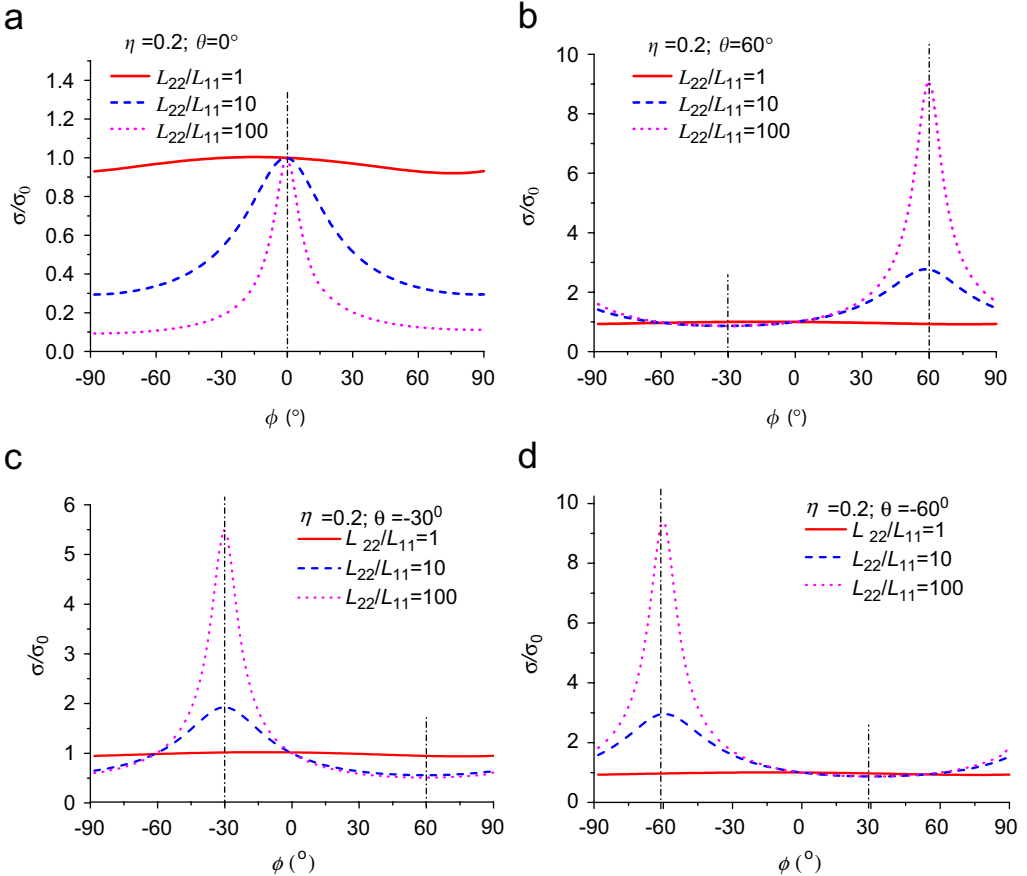 a
η =0.2; θ=0°
L22/L11=1
L22/L11=10
L22/L11=100
σ/σ0
1.4
1.2
1.0
0.8
0.6
0.4
0.2
0.0
-90 -60 -30 0 30 60 90
ϕ (°)
b
η =0.2; θ=60°
L22/L11=1
L22/L11=10
L22/L11=100
σ/σ0
10
8
6
4
2
0
-90 -60 -30 0 30 60 90
ϕ (°)
c
η =0.2; θ =-30⁰
L 22/L11=1
L22/L11=10
L22/L11=100
σ/σ0
6
5
4
3
2
1
0
-90 -60 -30 0 30 60 90
ϕ (°)
d
η =0.2; θ =-60⁰
L 22/L11=1
L22/L11=10
L22/L11=100
σ/σ0
10
8
6
4
2
0
-90 -60 -30 0 30 60 90
ϕ (°)